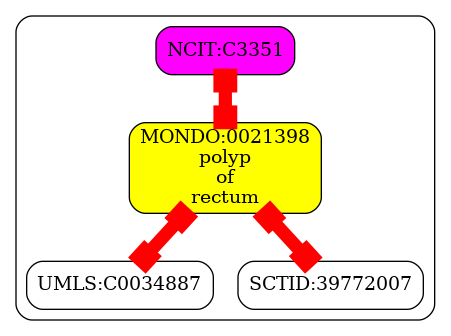 NCIT:C3351
MONDO:0021398
polyp
of
rectum
UMLS:C0034887
SCTID:39772007